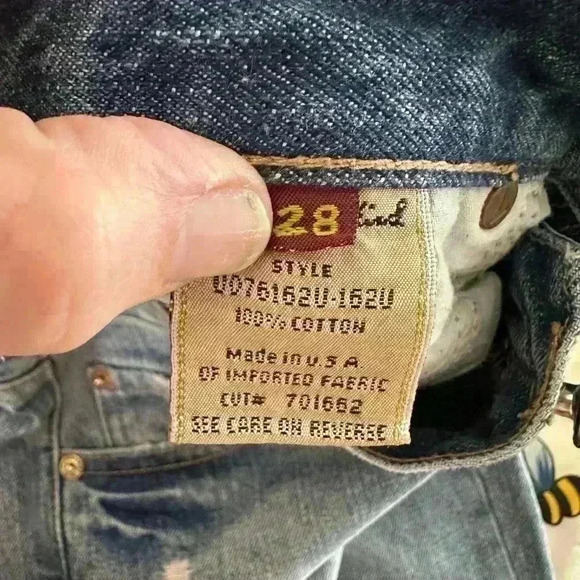 28
STYLE
U076162U-162U
100% COTTON
Made in U.S.A
OF IMPORTED FABRIC
CUT# 701662
SEE CARE ON REVERSE